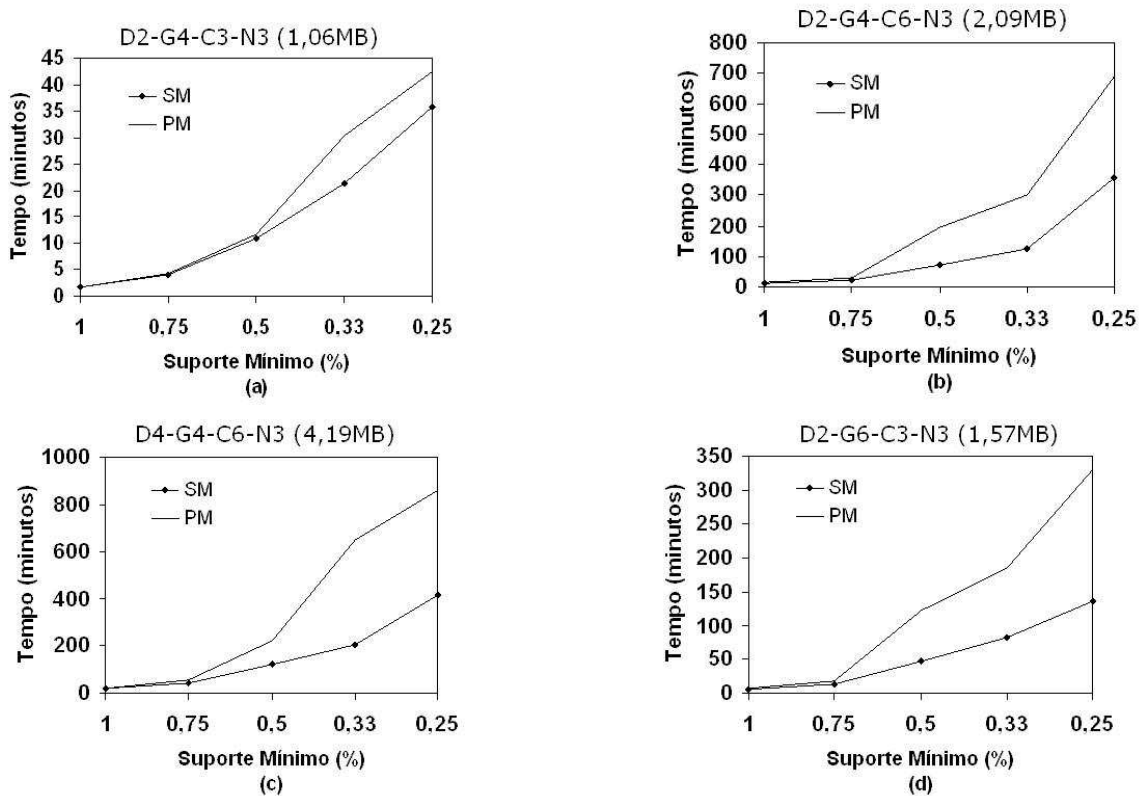 D2-G4-C3-N3 (1,06MB)
Tempo (minutos)
45
40
35
30
25
20
15
10
5
0
SM
PM
1 0,75 0,5 0,33 0,25
Suporte Mínimo (%)
(a)
D2-G4-C6-N3 (2,09MB)
Tempo (minutos)
800
700
600
500
400
300
200
100
0
SM
PM
1 0,75 0,5 0,33 0,25
Suporte Mínimo (%)
(b)
D4-G4-C6-N3 (4,19MB)
Tempo (minutos)
1000
800
600
400
200
0
SM
PM
1 0,75 0,5 0,33 0,25
Suporte Mínimo (%)
(c)
D2-G6-C3-N3 (1,57MB)
Tempo (minutos)
350
300
250
200
150
100
50
0
SM
PM
1 0,75 0,5 0,33 0,25
Suporte Mínimo (%)
(d)